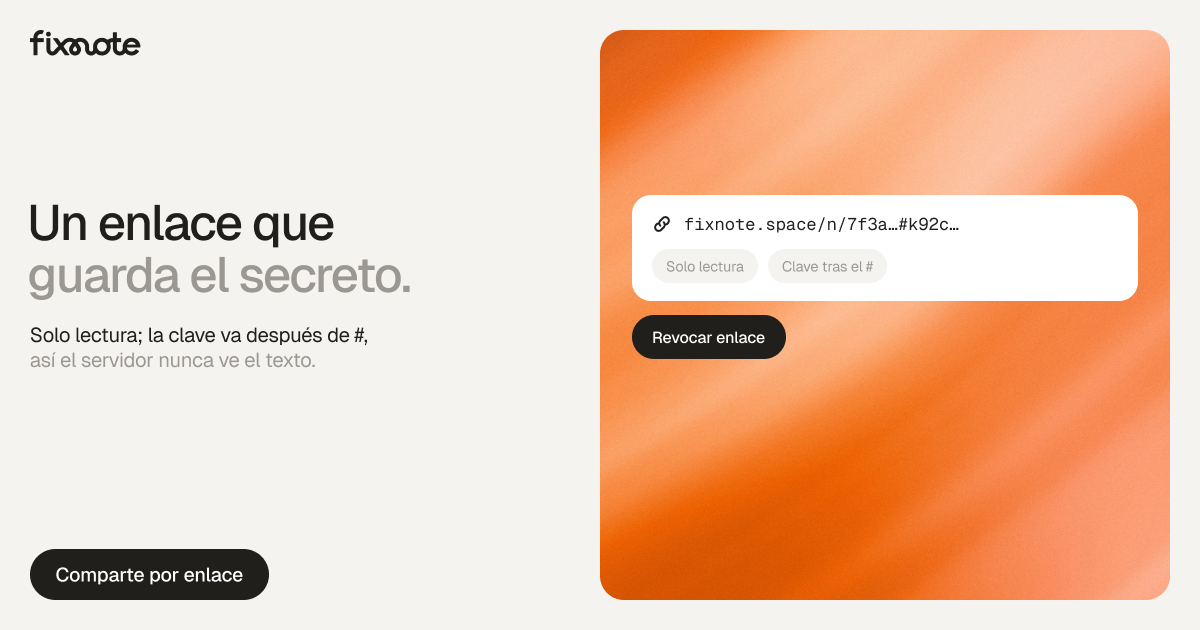 fixnote
Un enlace que
guarda el secreto.
Solo lectura; la clave va después de #,
así el servidor nunca ve el texto.
Comparte por enlace
fixnote.space/n/7f3a…#k92c…
Solo lectura
Clave tras el #
Revocar enlace